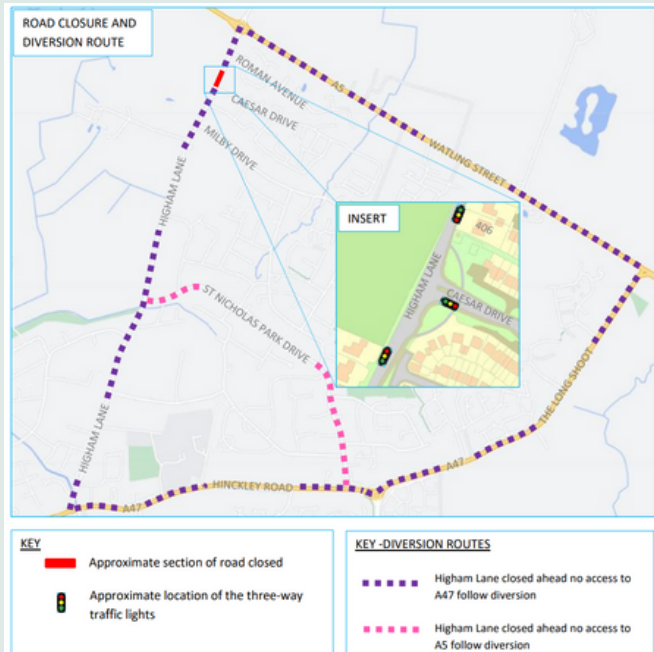 ROAD CLOSURE AND
DIVERSION ROUTE
ROMAN AVENUE
A5
CAESAR DRIVE
WATLING STREET
MILBY DRIVE
HIGHAM LANE
INSERT
406
HIGHAM LANE
CAESAR DRIVE
ST NICHOLAS PARK DRIVE
THE LONG SHOOT
HIGHAM LANE
A47
HINCKLEY ROAD
A47
KEY
Approximate section of road closed
Approximate location of the three-way
traffic lights
KEY -DIVERSION ROUTES
Higham Lane closed ahead no access to
A47 follow diversion
Higham Lane closed ahead no access to
A5 follow diversion